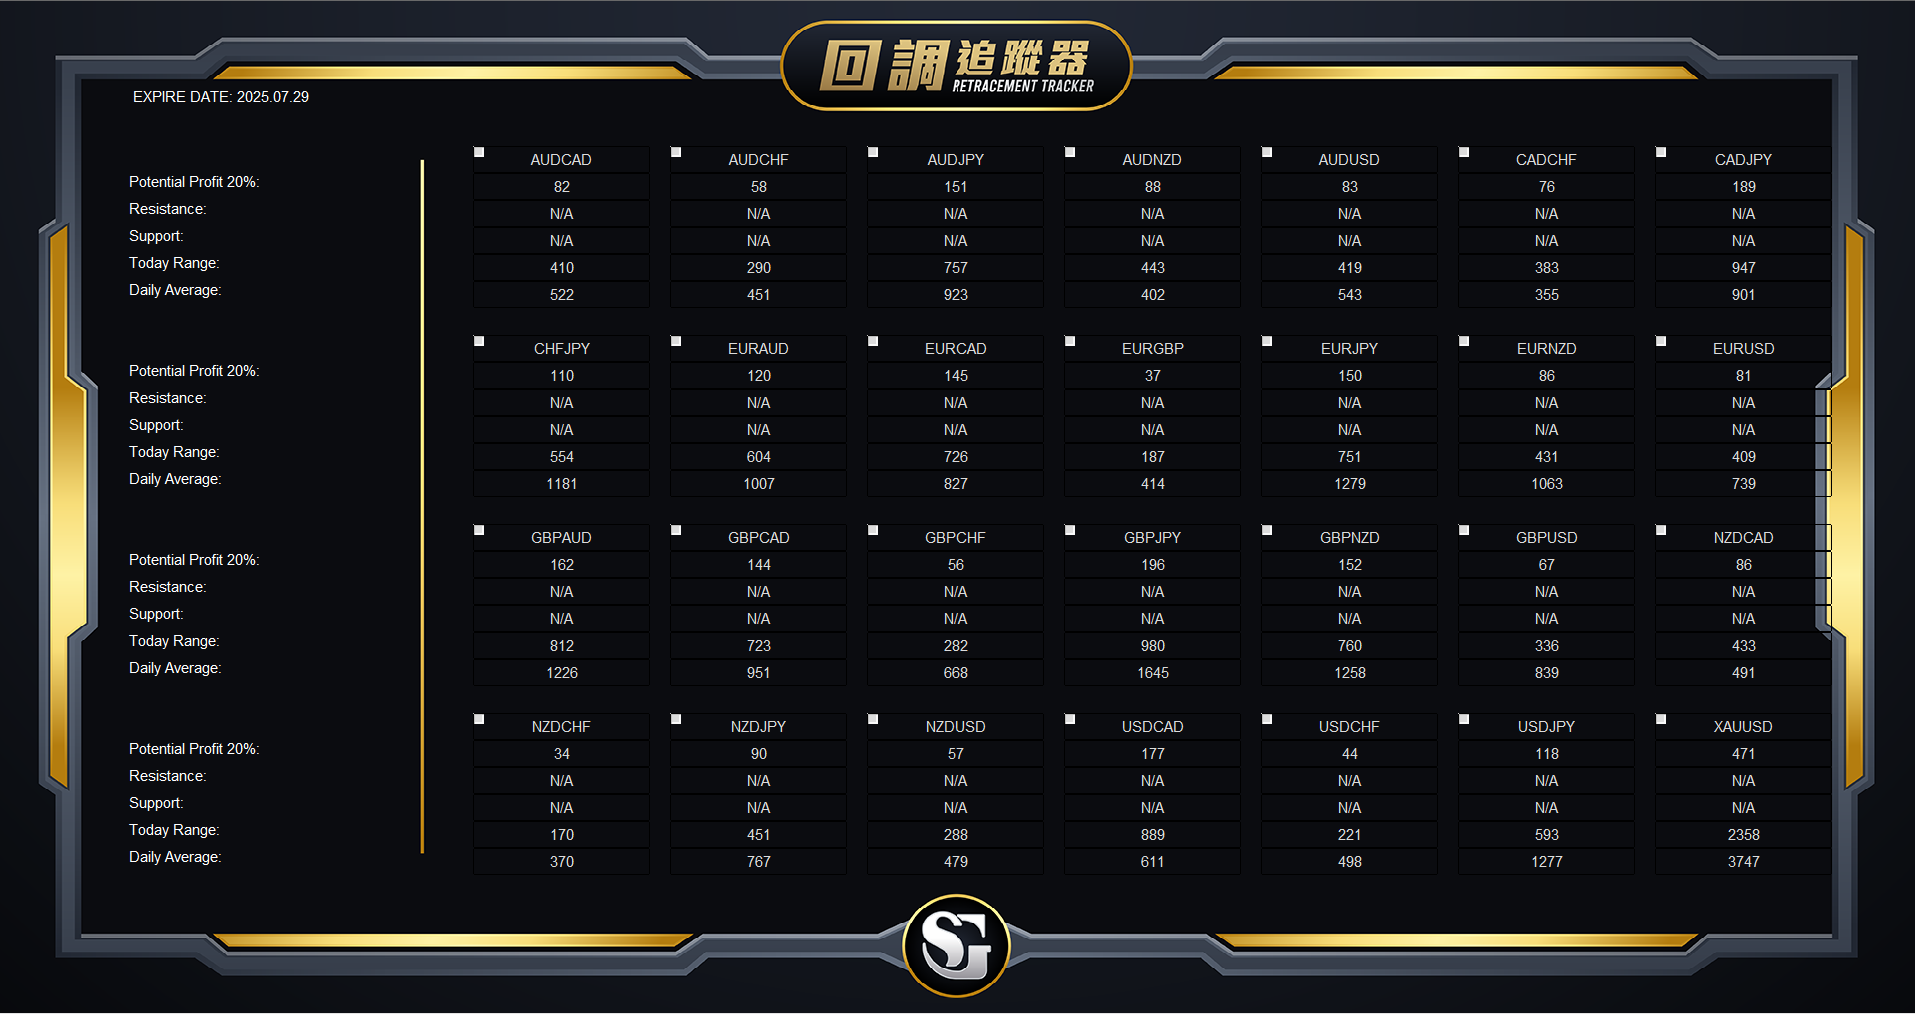 回調追蹤器
RETRACEMENT TRACKER
EXPIRE DATE: 2025.07.29
AUDCAD AUDCHF AUDJPY AUDNZD AUDUSD CADCHF CADJPY
Potential Profit 20%: 82 58 151 88 83 76 189
Resistance: N/A N/A N/A N/A N/A N/A N/A
Support: N/A N/A N/A N/A N/A N/A N/A
Today Range: 410 290 757 443 419 383 947
Daily Average: 522 451 923 402 543 355 901
CHFJPY EURAUD EURCAD EURGBP EURJPY EURNZD EURUSD
Potential Profit 20%: 110 120 145 37 150 86 81
Resistance: N/A N/A N/A N/A N/A N/A N/A
Support: N/A N/A N/A N/A N/A N/A N/A
Today Range: 554 604 726 187 751 431 409
Daily Average: 1181 1007 827 414 1279 1063 739
GBPAUD GBPCAD GBPCHF GBPJPY GBPNZD GBPUSD NZDCAD
Potential Profit 20%: 162 144 56 196 152 67 86
Resistance: N/A N/A N/A N/A N/A N/A N/A
Support: N/A N/A N/A N/A N/A N/A N/A
Today Range: 812 723 282 980 760 336 433
Daily Average: 1226 951 668 1645 1258 839 491
NZDCHF NZDJPY NZDUSD USDCAD USDCHF USDJPY XAUUSD
Potential Profit 20%: 34 90 57 177 44 118 471
Resistance: N/A N/A N/A N/A N/A N/A N/A
Support: N/A N/A N/A N/A N/A N/A N/A
Today Range: 170 451 288 889 221 593 2358
Daily Average: 370 767 479 611 498 1277 3747
SG